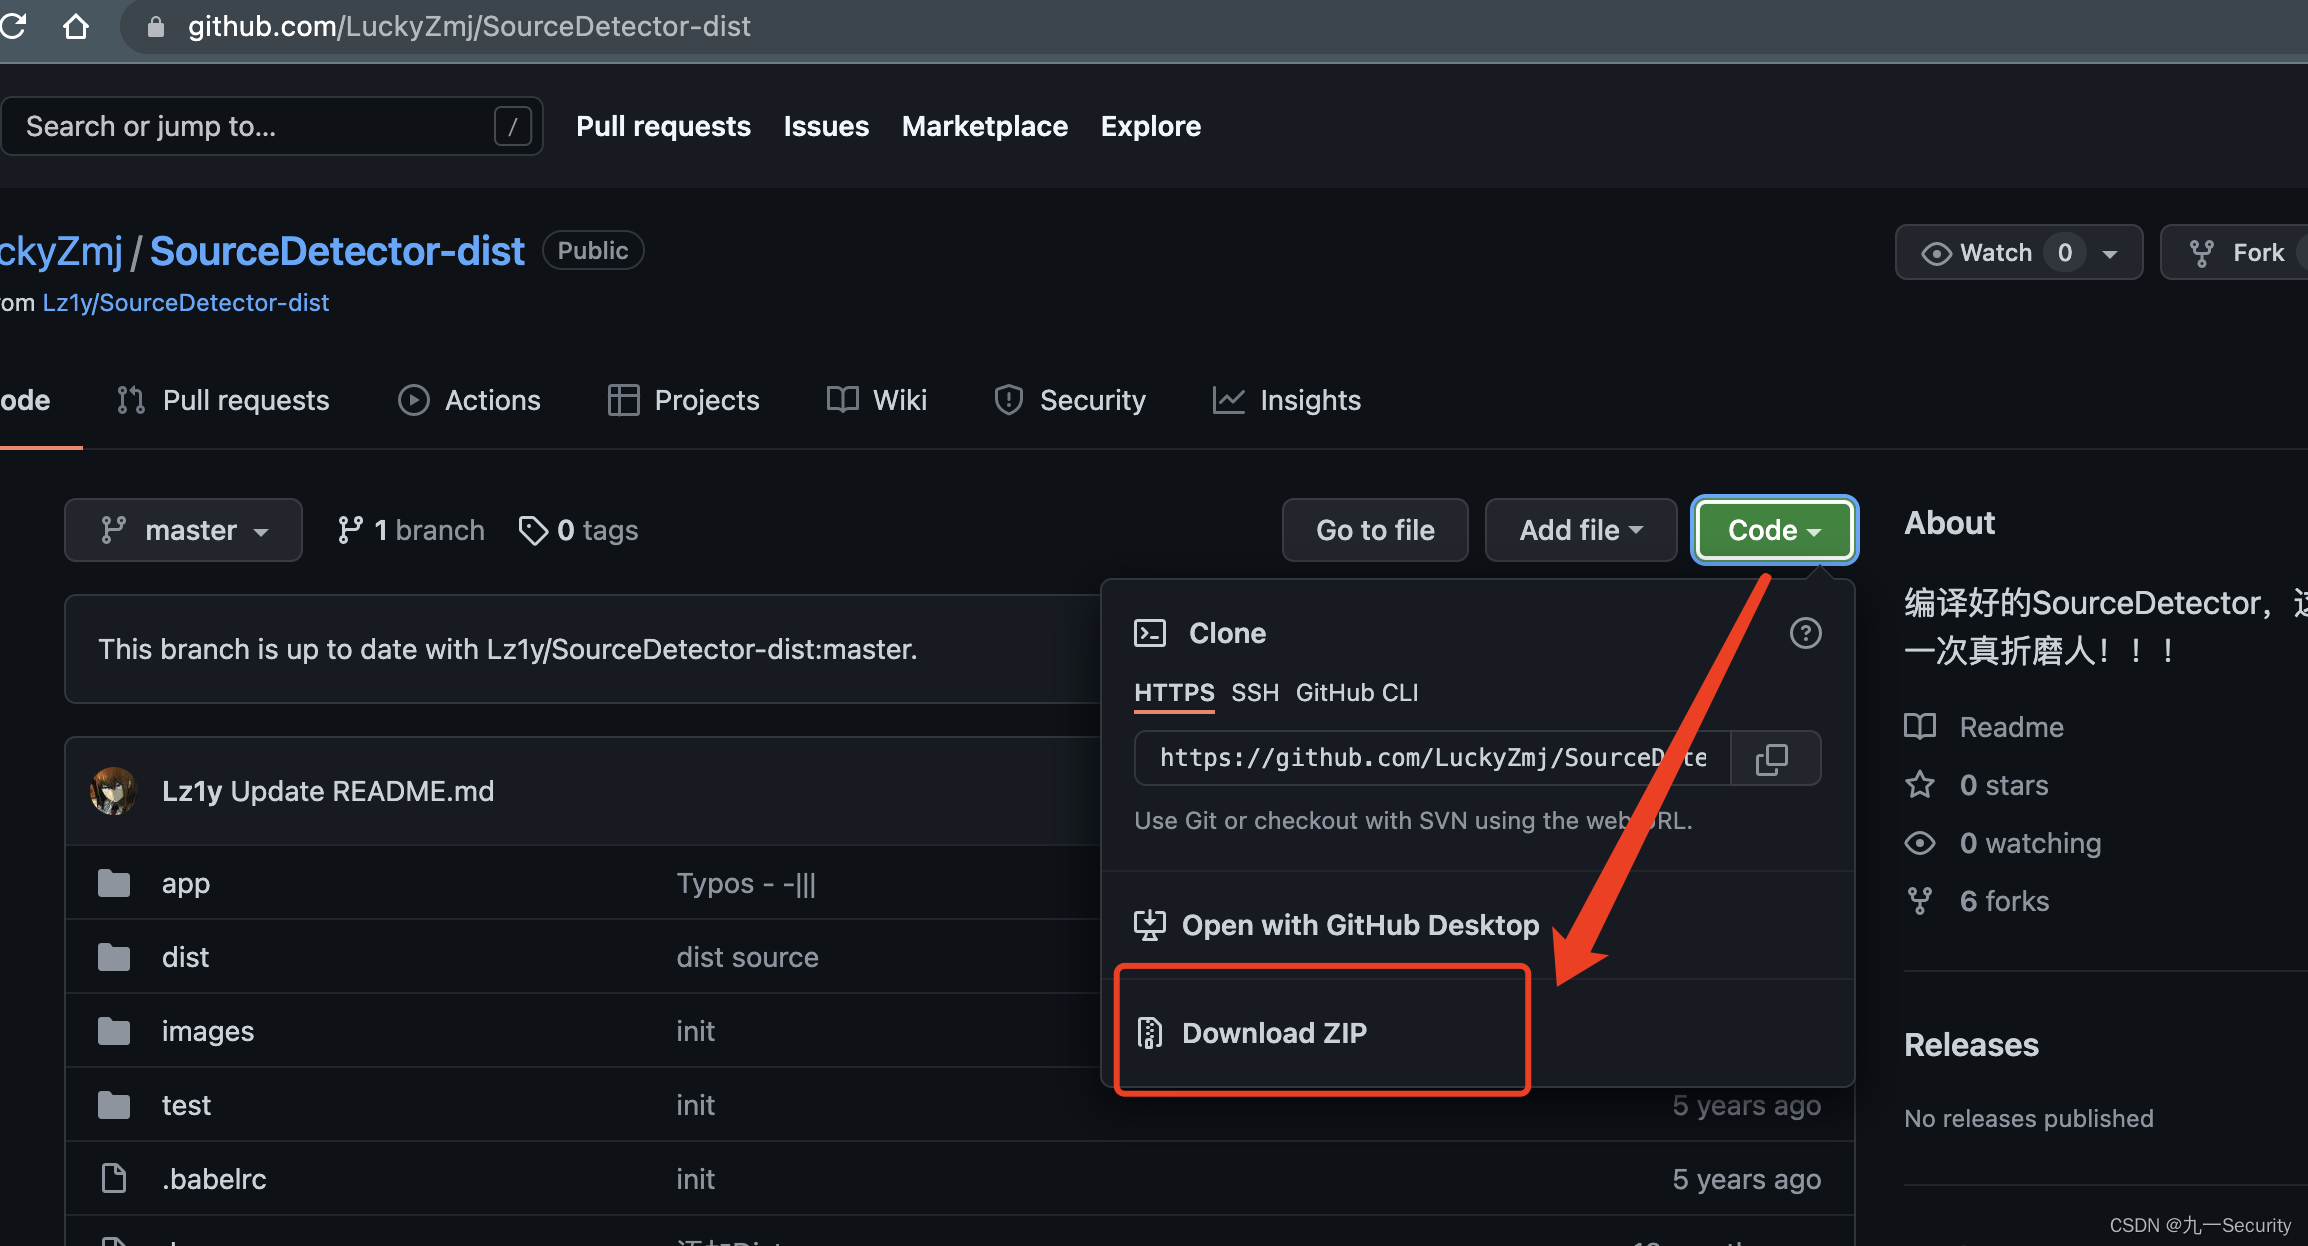 github.com/LuckyZmj/SourceDetector-dist
Search or jump to... /
Pull requests Issues Marketplace Explore
ckyZmj / SourceDetector-dist Public
Watch 0 Fork
om Lz1y/SourceDetector-dist
ode Pull requests Actions Projects Wiki Security Insights
master 1 branch 0 tags Go to file Add file Code
This branch is up to date with Lz1y/SourceDetector-dist:master.
Clone
HTTPS SSH GitHub CLI
https://github.com/LuckyZmj/SourceDete
Use Git or checkout with SVN using the web URL.
Open with GitHub Desktop
Download ZIP
Lz1y Update README.md
app Typos - -|||
dist dist source
images init
test init 5 years ago
.babelrc init 5 years ago
About
编译好的SourceDetector，这
一次真折磨人！！！
Readme
0 stars
0 watching
6 forks
Releases
No releases published
CSDN @九一Security